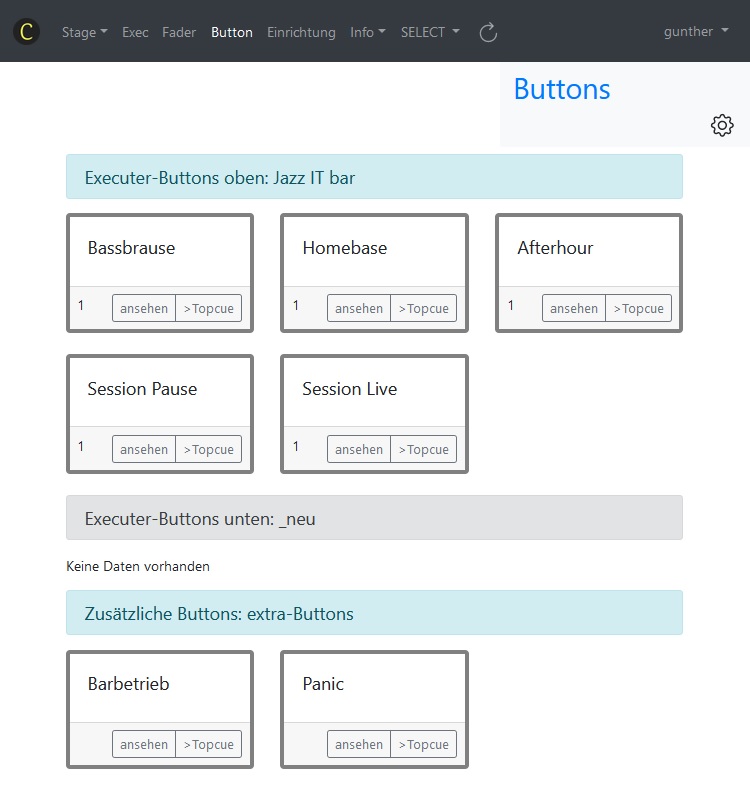 C Stage Exec Fader Button Einrichtung Info SELECT gunther
Buttons
Executer-Buttons oben: Jazz IT bar
Bassbrause Homebase Afterhour
1 ansehen >Topcue 1 ansehen >Topcue 1 ansehen >Topcue
Session Pause Session Live
1 ansehen >Topcue 1 ansehen >Topcue
Executer-Buttons unten: _neu
Keine Daten vorhanden
Zusätzliche Buttons: extra-Buttons
Barbetrieb Panic
ansehen >Topcue ansehen >Topcue